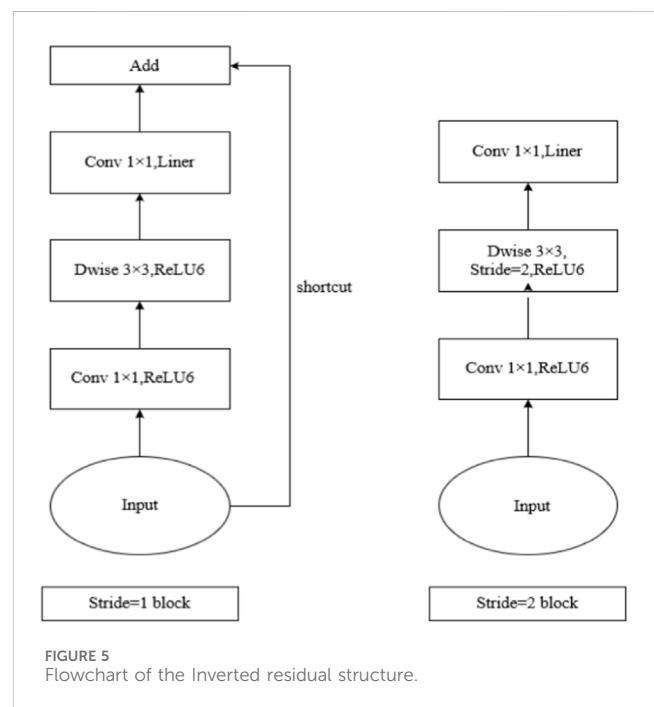 Add
Conv 1×1,Liner
Dwise 3×3,ReLU6
shortcut
Conv 1×1,ReLU6
Input
Stride=1 block
Conv 1×1,Liner
Dwise 3×3,
Stride=2,ReLU6
Conv 1×1,ReLU6
Input
Stride=2 block
FIGURE 5
Flowchart of the Inverted residual structure.